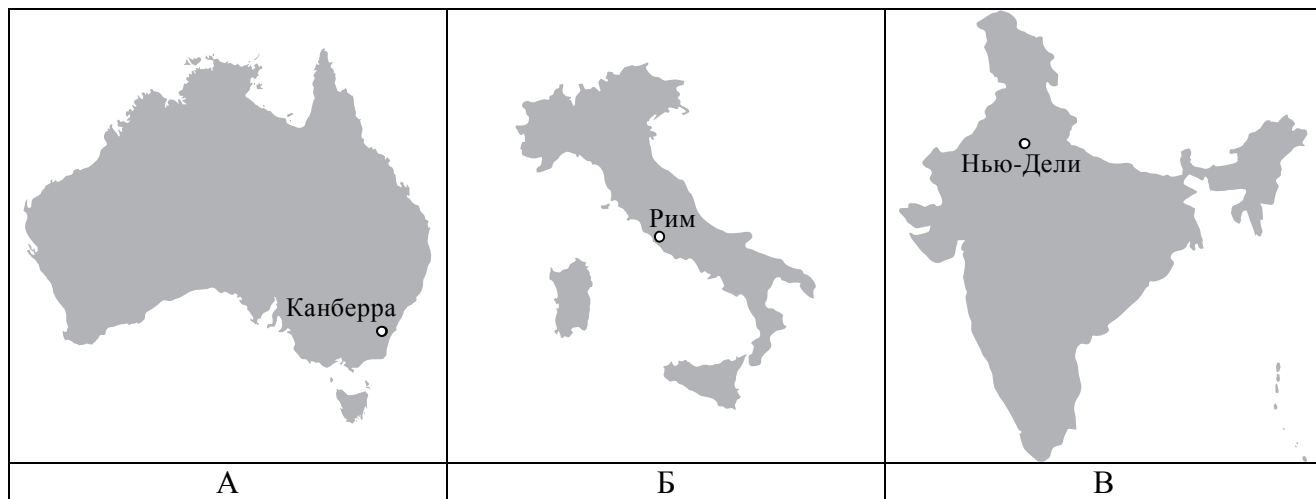 Канберра
Рим
Нью-Дели
А
Б
В